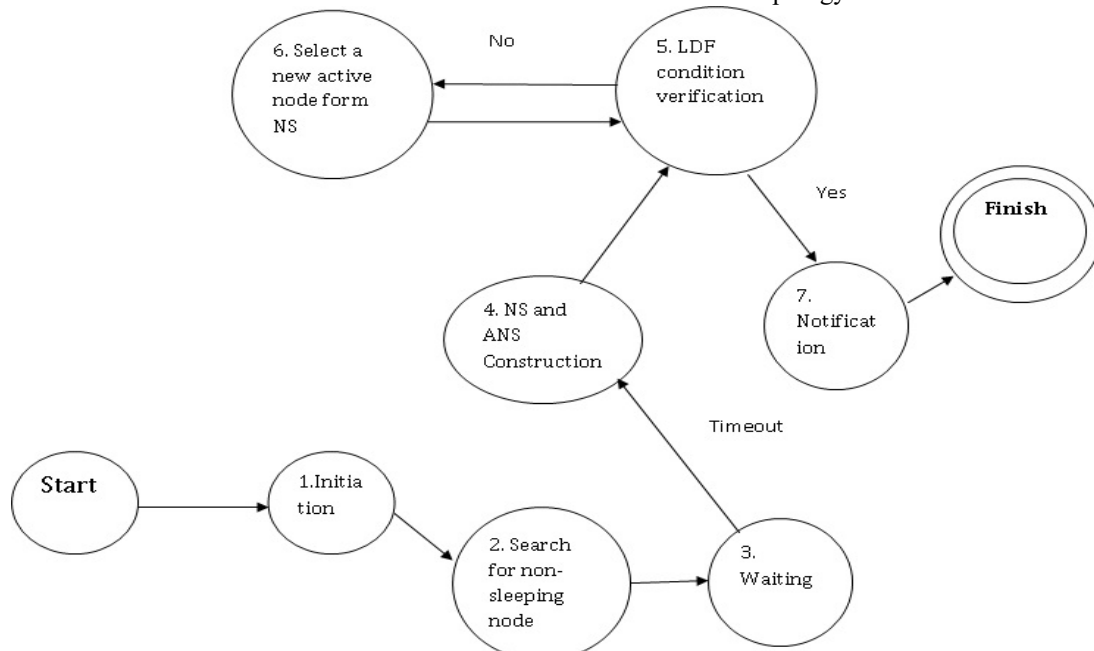 6. Select a
new active
node form
NS
No
5. LDF
condition
verification
Yes
Finish
7.
Notificat
ion
4. NS and
ANS
Construction
Timeout
Start
1.Initia
tion
2. Search
for non-
sleeping
node
3.
Waiting